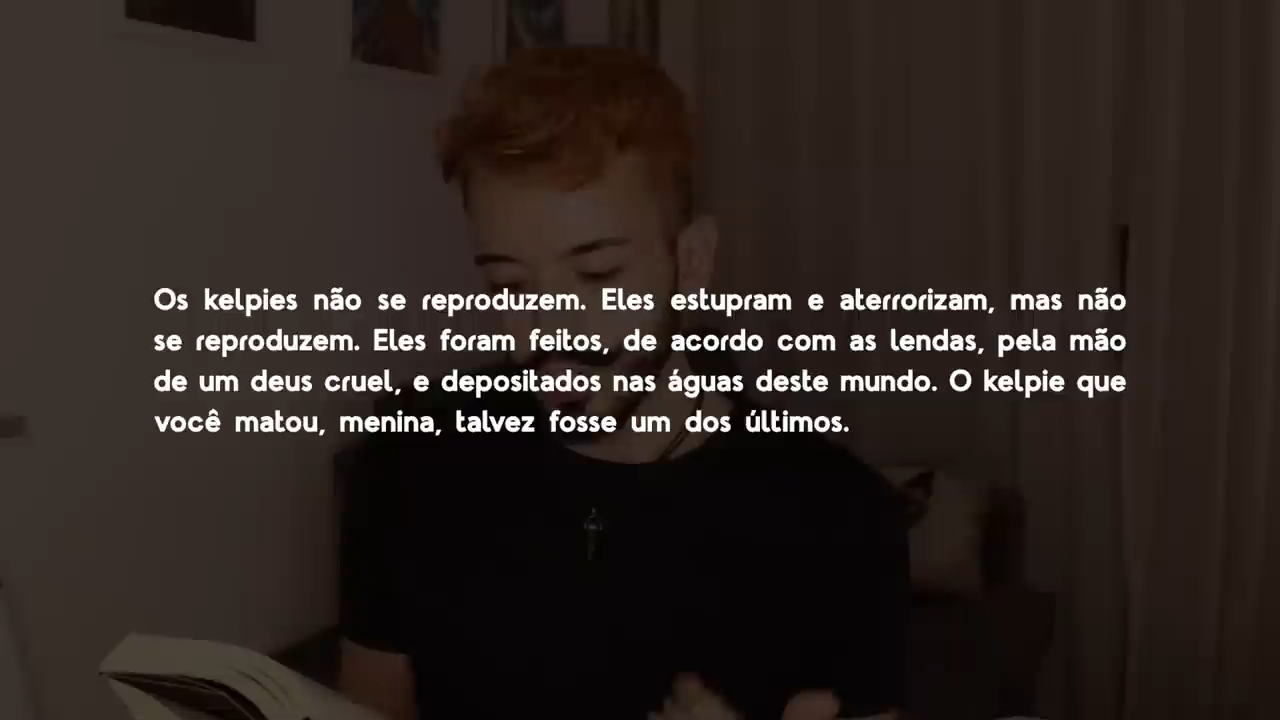 Os kelpies não se reproduzem. Eles estupram e aterrorizam, mas não
se reproduzem. Eles foram feitos, de acordo com as lendas, pela mão
de um deus cruel, e depositados nas águas deste mundo. O kelpie que
você matou, menina, talvez fosse um dos últimos.